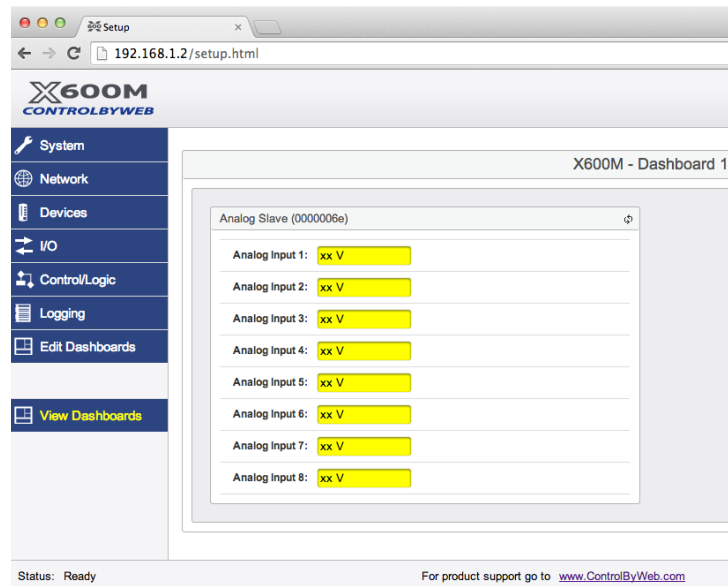 Setup
192.168.1.2/setup.html
X600M
CONTROLBYWEB
System
Network
Devices
I/O
Control/Logic
Logging
Edit Dashboards
View Dashboards
X600M - Dashboard 1
Analog Slave (0000006e)
Analog Input 1: xx V
Analog Input 2: xx V
Analog Input 3: xx V
Analog Input 4: xx V
Analog Input 5: xx V
Analog Input 6: xx V
Analog Input 7: xx V
Analog Input 8: xx V
Status: Ready
For product support go to www.ControlByWeb.com